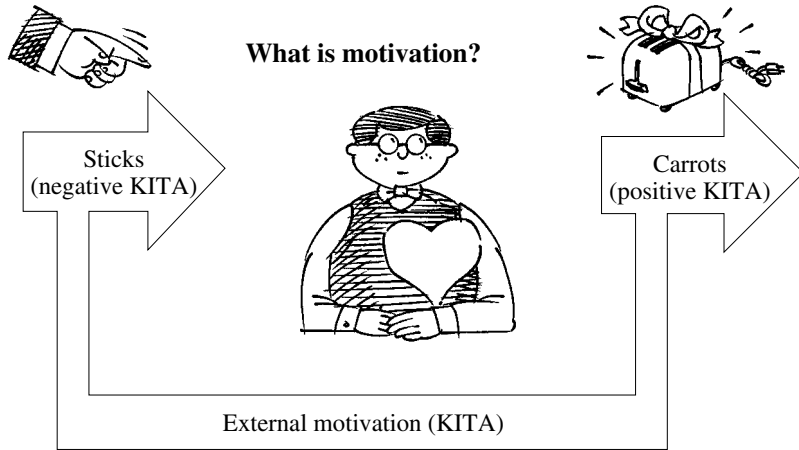 What is motivation?
Sticks
(negative KITA)
Carrots
(positive KITA)
External motivation (KITA)